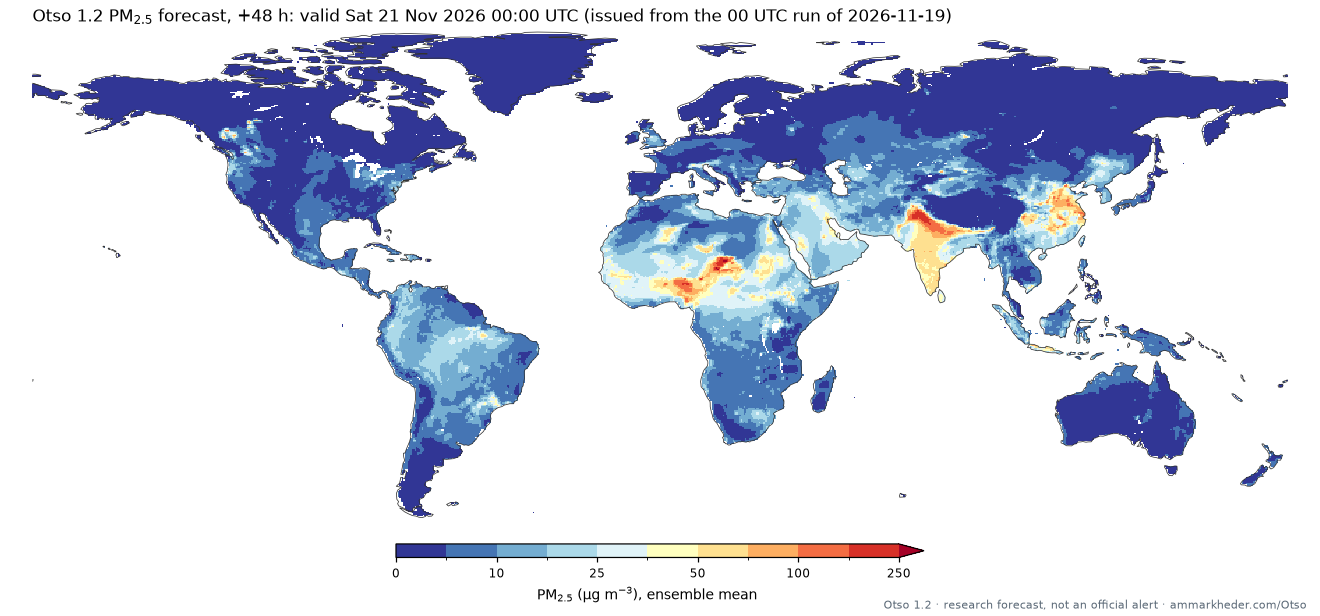 Otso 1.2 PM2.5 forecast, +48 h: valid Sat 21 Nov 2026 00:00 UTC (issued from the 00 UTC run of 2026-11-19)
0 10 25 50 100 250
PM2.5 (μg m−3), ensemble mean
Otso 1.2 · research forecast, not an official alert · ammarkheder.com/Otso